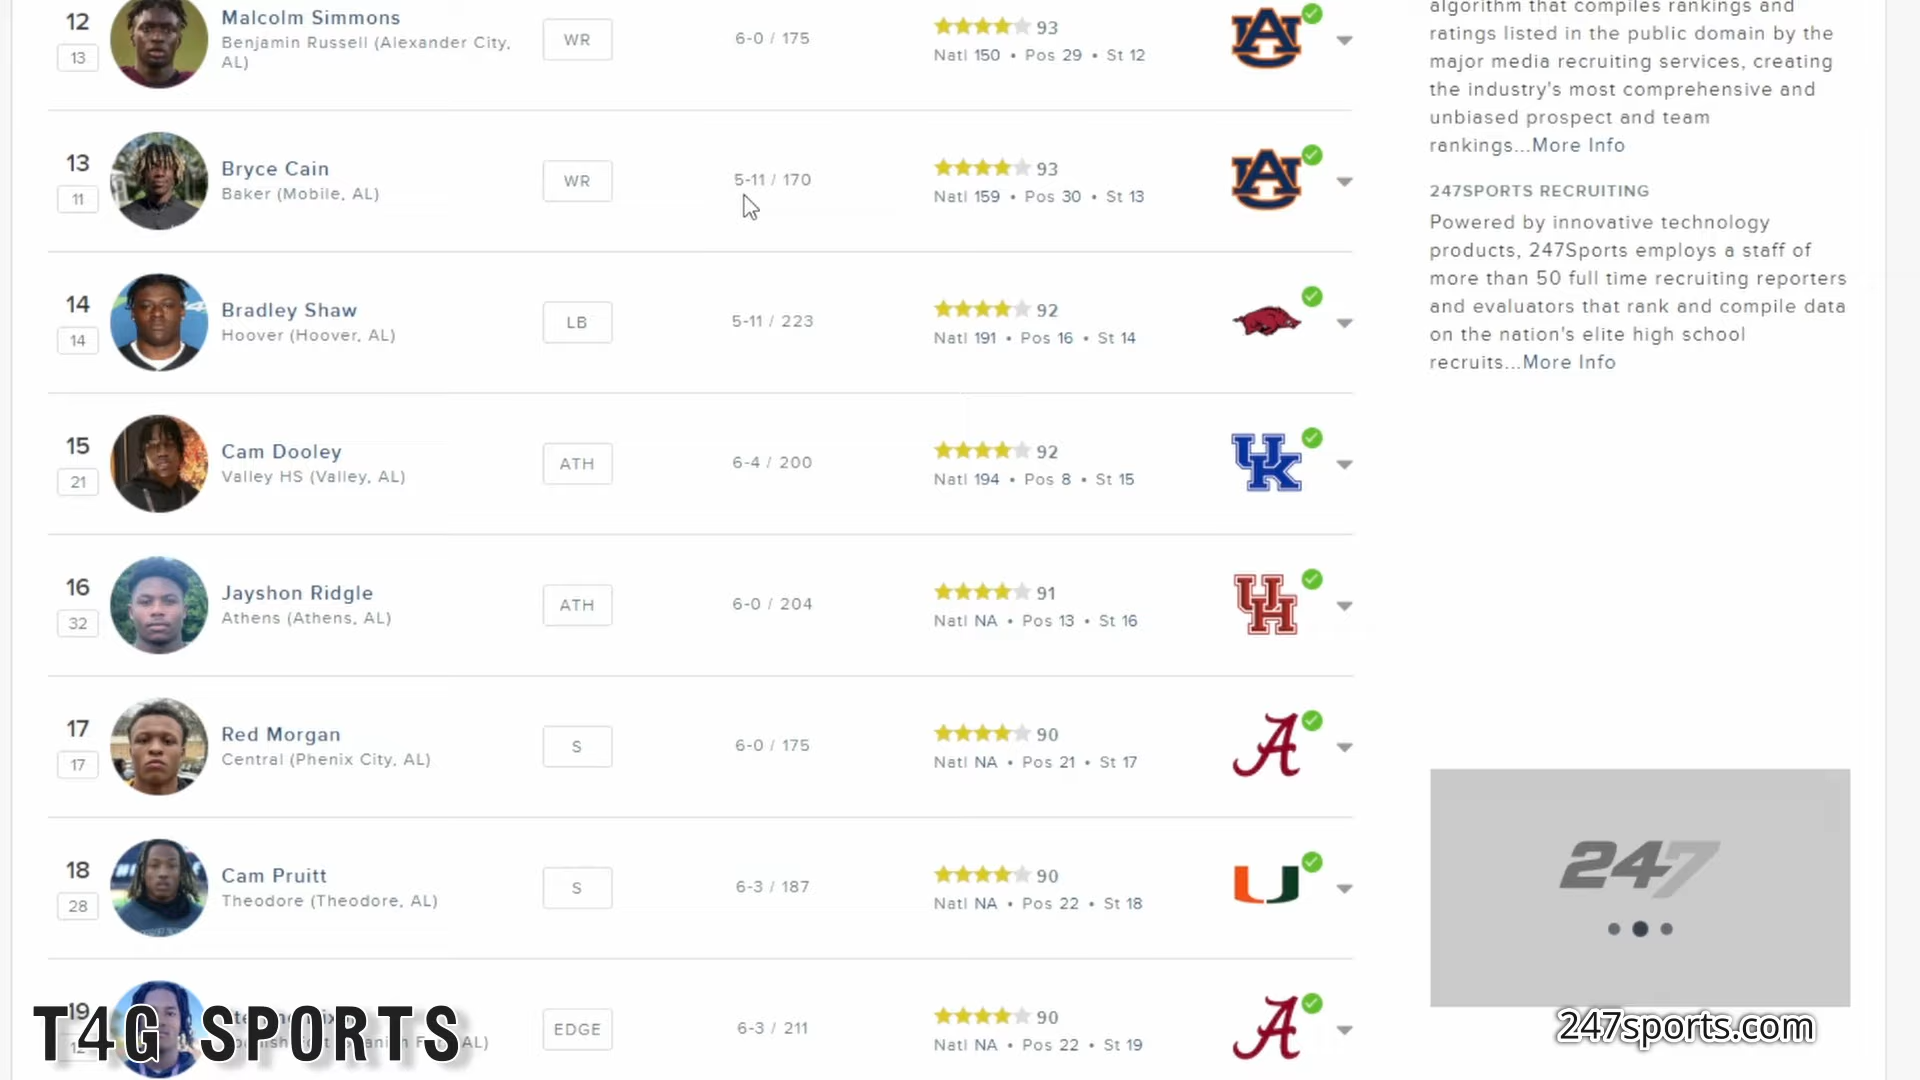 12
13
Malcolm Simmons
Benjamin Russell (Alexander City,
AL)
WR
6-0 / 175
93
Natl 150 • Pos 29 • St 12
13
11
Bryce Cain
Baker (Mobile, AL)
WR
5-11 / 170
93
Natl 159 • Pos 30 • St 13
14
14
Bradley Shaw
Hoover (Hoover, AL)
LB
5-11 / 223
92
Natl 191 • Pos 16 • St 14
15
21
Cam Dooley
Valley HS (Valley, AL)
ATH
6-4 / 200
92
Natl 194 • Pos 8 • St 15
UK
16
32
Jayshon Ridgle
Athens (Athens, AL)
ATH
6-0 / 204
91
Natl NA • Pos 13 • St 16
UH
17
17
Red Morgan
Central (Phenix City, AL)
S
6-0 / 175
90
Natl NA • Pos 21 • St 17
A
18
28
Cam Pruitt
Theodore (Theodore, AL)
S
6-3 / 187
90
Natl NA • Pos 22 • St 18
U
19
12
AL)
EDGE
6-3 / 211
90
Natl NA • Pos 22 • St 19
A
algorithm that compiles rankings and
ratings listed in the public domain by the
major media recruiting services, creating
the industry's most comprehensive and
unbiased prospect and team
rankings...More Info
247SPORTS RECRUITING
Powered by innovative technology
products, 247Sports employs a staff of
more than 50 full time recruiting reporters
and evaluators that rank and compile data
on the nation's elite high school
recruits...More Info
247
T4G SPORTS
247sports.com